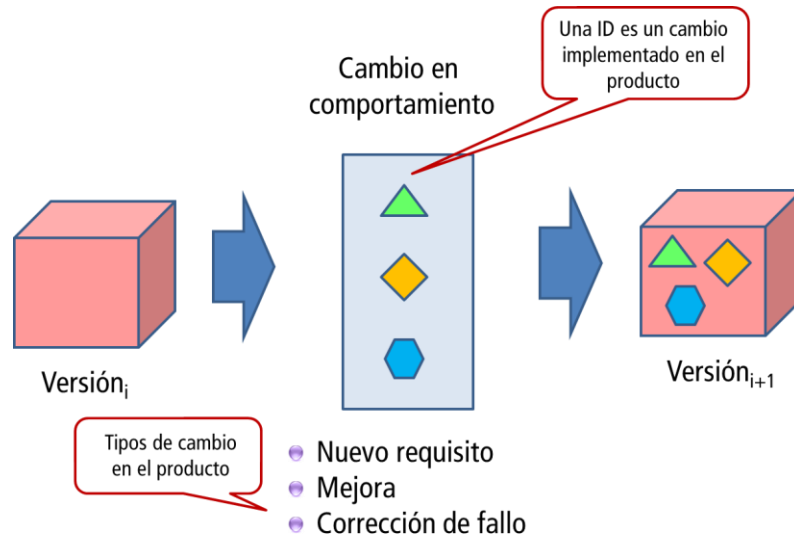 Una ID es un cambio
implementado en el
producto
Cambio en
comportamiento
Versiónᵢ
Versiónᵢ₊₁
Tipos de cambio
en el producto
Nuevo requisito
Mejora
Corrección de fallo